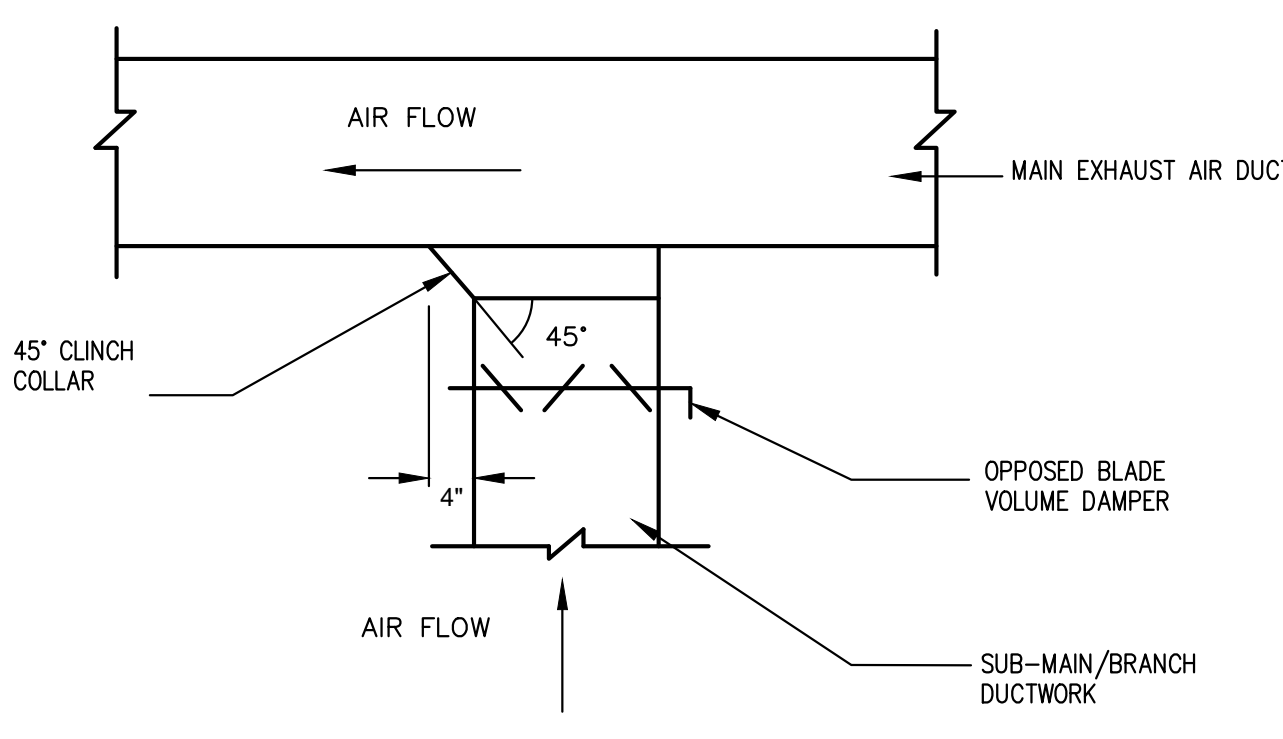 AIR FLOW
MAIN EXHAUST AIR DUCT
45° CLINCH
COLLAR
45°
4"
OPPOSED BLADE
VOLUME DAMPER
AIR FLOW
SUB-MAIN/BRANCH
DUCTWORK